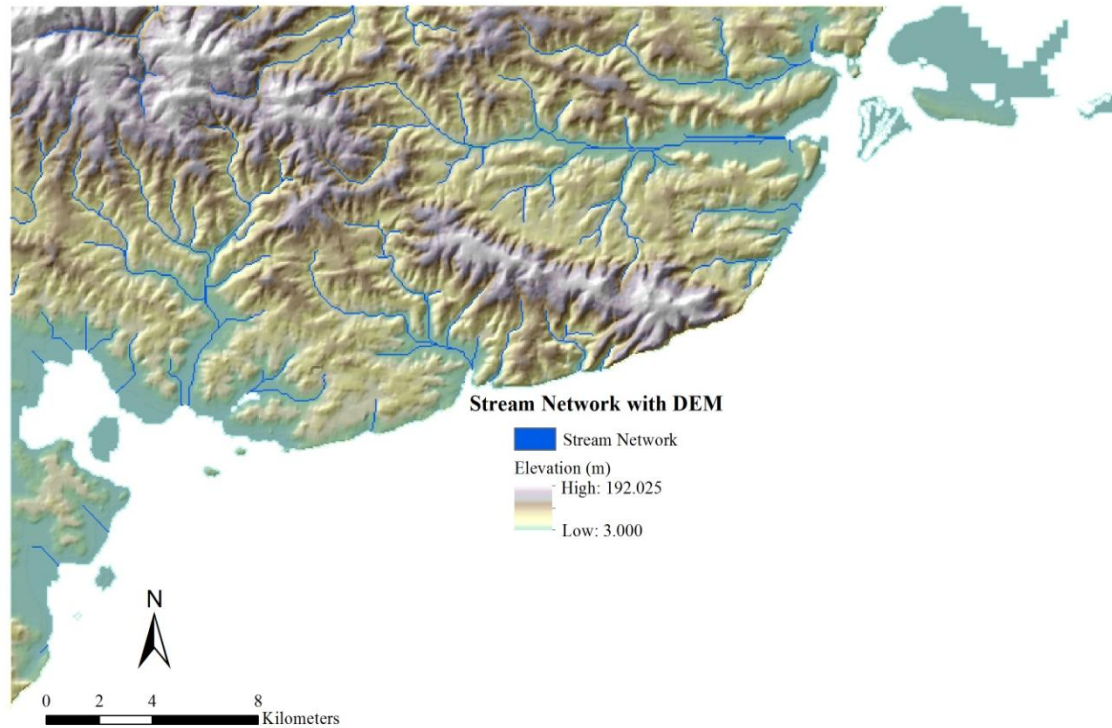 Stream Network with DEM
Stream Network
Elevation (m)
High: 192.025
Low: 3.000
N
0 2 4 8
Kilometers